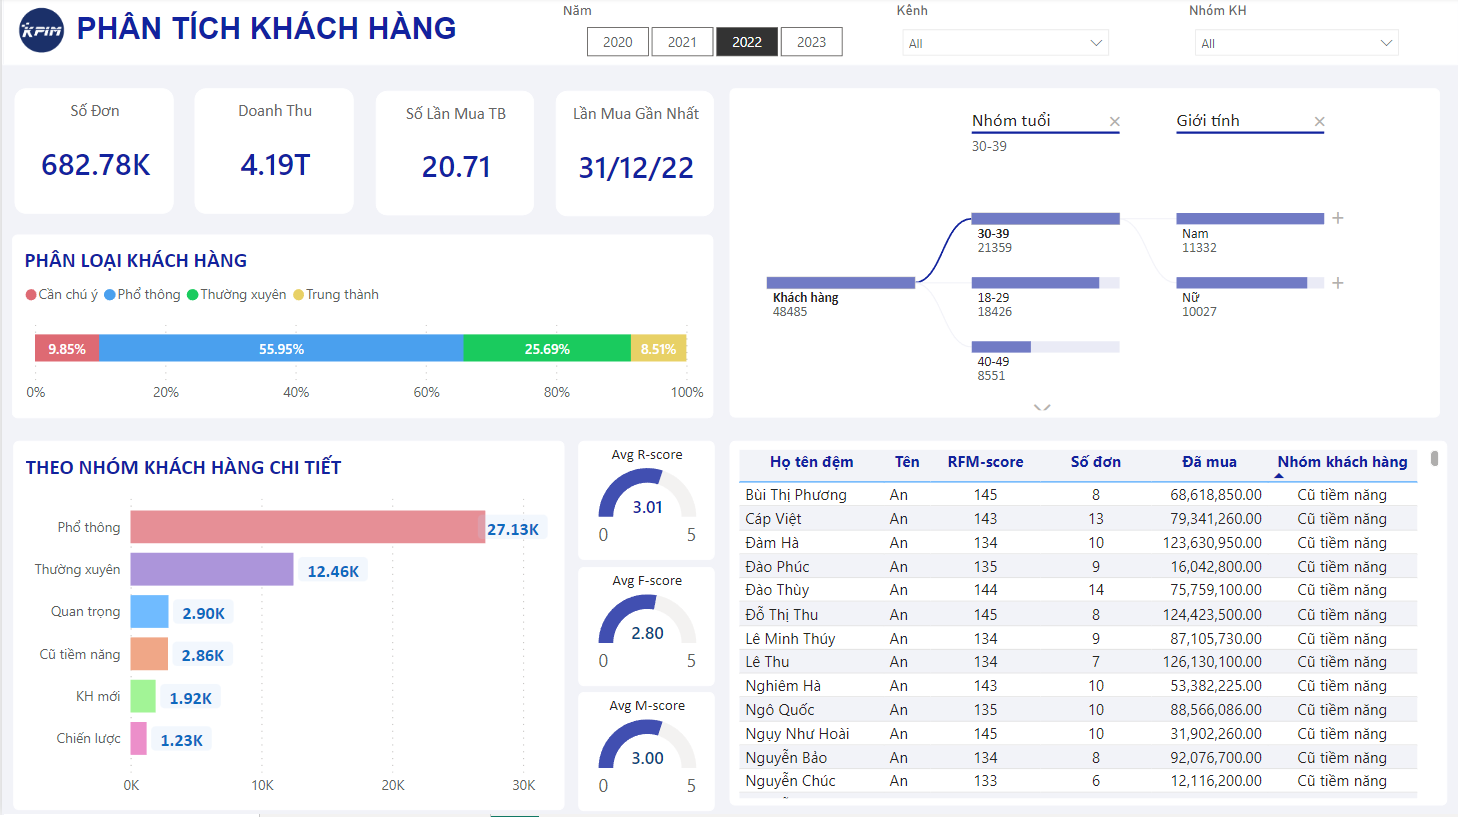 KPIM
PHÂN TÍCH KHÁCH HÀNG
Năm
2020 2021 2022 2023
Kênh
All
Nhóm KH
All
Số Đơn
682.78K
Doanh Thu
4.19T
Số Lần Mua TB
20.71
Lần Mua Gần Nhất
31/12/22
Nhóm tuổi
30-39
Giới tính
Khách hàng
48485
30-39
21359
18-29
18426
40-49
8551
Nam
11332
Nữ
10027
PHÂN LOẠI KHÁCH HÀNG
Cần chú ý Phổ thông Thường xuyên Trung thành
9.85% 55.95% 25.69% 8.51%
0% 20% 40% 60% 80% 100%
THEO NHÓM KHÁCH HÀNG CHI TIẾT
Phổ thông 27.13K
Thường xuyên 12.46K
Quan trọng 2.90K
Cũ tiềm năng 2.86K
KH mới 1.92K
Chiến lược 1.23K
0K 10K 20K 30K
Avg R-score
3.01
0 5
Avg F-score
2.80
0 5
Avg M-score
3.00
0 5
Họ tên đệm Tên RFM-score Số đơn Đã mua Nhóm khách hàng
Bùi Thị Phương An 145 8 68,618,850.00 Cũ tiềm năng
Cáp Việt An 143 13 79,341,260.00 Cũ tiềm năng
Đàm Hà An 134 10 123,630,950.00 Cũ tiềm năng
Đào Phúc An 135 9 16,042,800.00 Cũ tiềm năng
Đào Thùy An 144 14 75,759,100.00 Cũ tiềm năng
Đỗ Thị Thu An 145 8 124,423,500.00 Cũ tiềm năng
Lê Minh Thúy An 134 9 87,105,730.00 Cũ tiềm năng
Lê Thu An 134 7 126,130,100.00 Cũ tiềm năng
Nghiêm Hà An 143 10 53,382,225.00 Cũ tiềm năng
Ngô Quốc An 135 10 88,566,086.00 Cũ tiềm năng
Ngụy Như Hoài An 145 10 31,902,260.00 Cũ tiềm năng
Nguyễn Bảo An 134 8 92,076,700.00 Cũ tiềm năng
Nguyễn Chúc An 133 6 12,116,200.00 Cũ tiềm năng